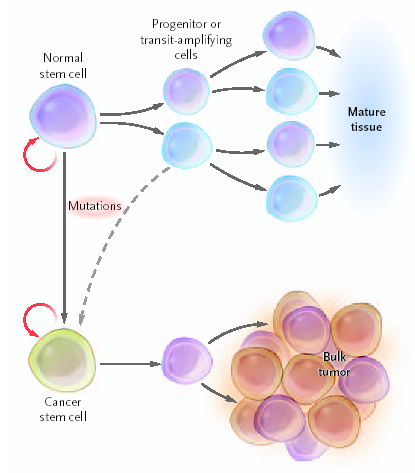 Progenitor or
transit-amplifying
cells
Normal
stem cell
Mature
tissue
Mutations
Bulk
tumor
Cancer
stem cell